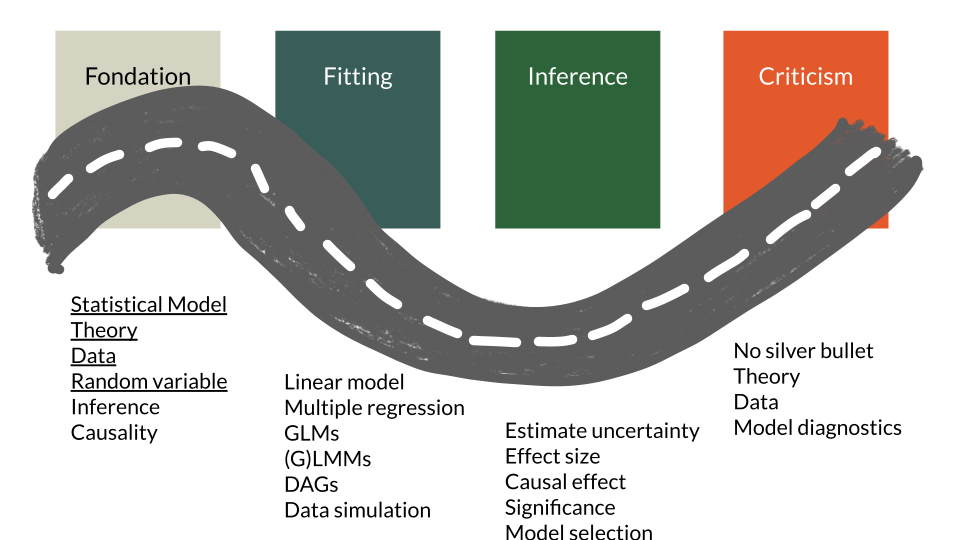 Fondation
Fitting
Inference
Criticism
Statistical Model
Theory
Data
Random variable
Inference
Causality
Linear model
Multiple regression
GLMs
(G)LMMs
DAGs
Data simulation
Estimate uncertainty
Effect size
Causal effect
Significance
Model selection
No silver bullet
Theory
Data
Model diagnostics